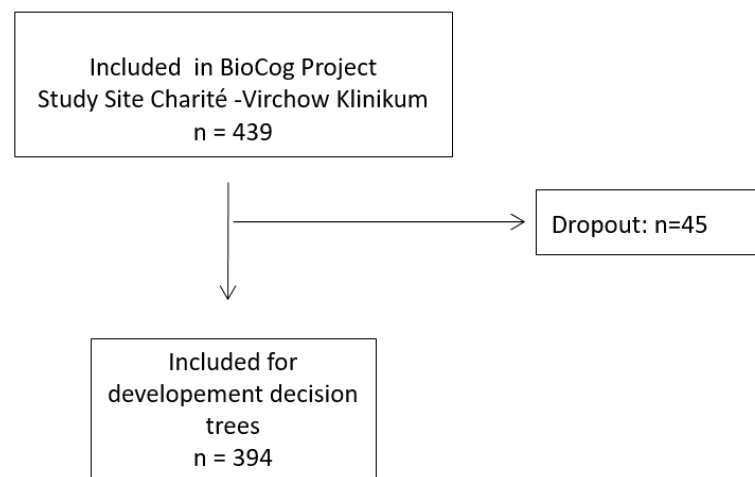 Included in BioCog Project
Study Site Charité -Virchow Klinikum
n = 439
Dropout: n=45
Included for
developement decision
trees
n = 394